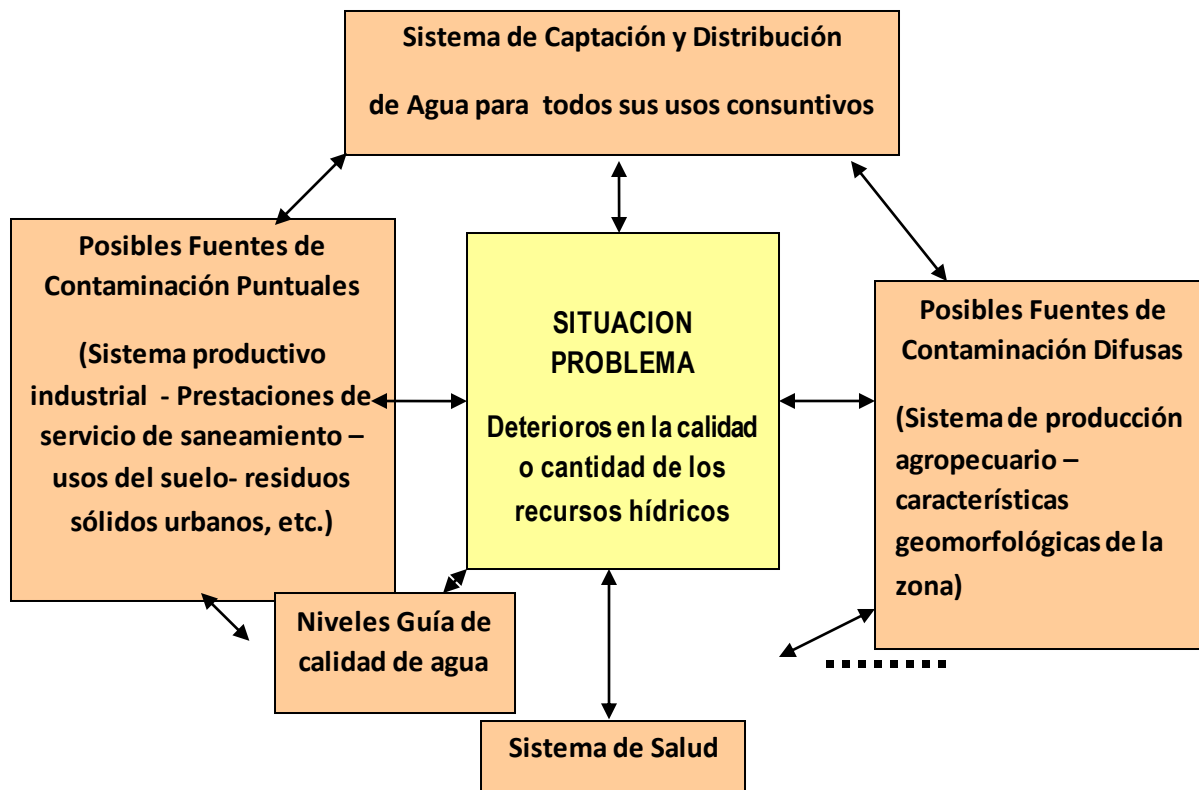 Sistema de Captación y Distribución
de Agua para todos sus usos consuntivos
Posibles Fuentes de
Contaminación Puntuales
(Sistema productivo
industrial - Prestaciones de
servicio de saneamiento –
usos del suelo- residuos
sólidos urbanos, etc.)
SITUACION
PROBLEMA
Deterioros en la calidad
o cantidad de los
recursos hídricos
Posibles Fuentes de
Contaminación Difusas
(Sistema de producción
agropecuario –
características
geomorfológicas de la
zona)
Niveles Guía de
calidad de agua
Sistema de Salud